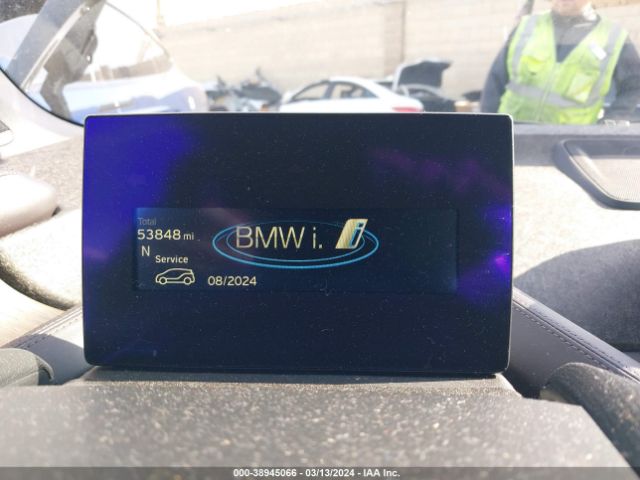 Total
53848 mi
N
Service
08/2024
BMW i. i
000-38945066 / 03/13/2024 - IAA Inc.